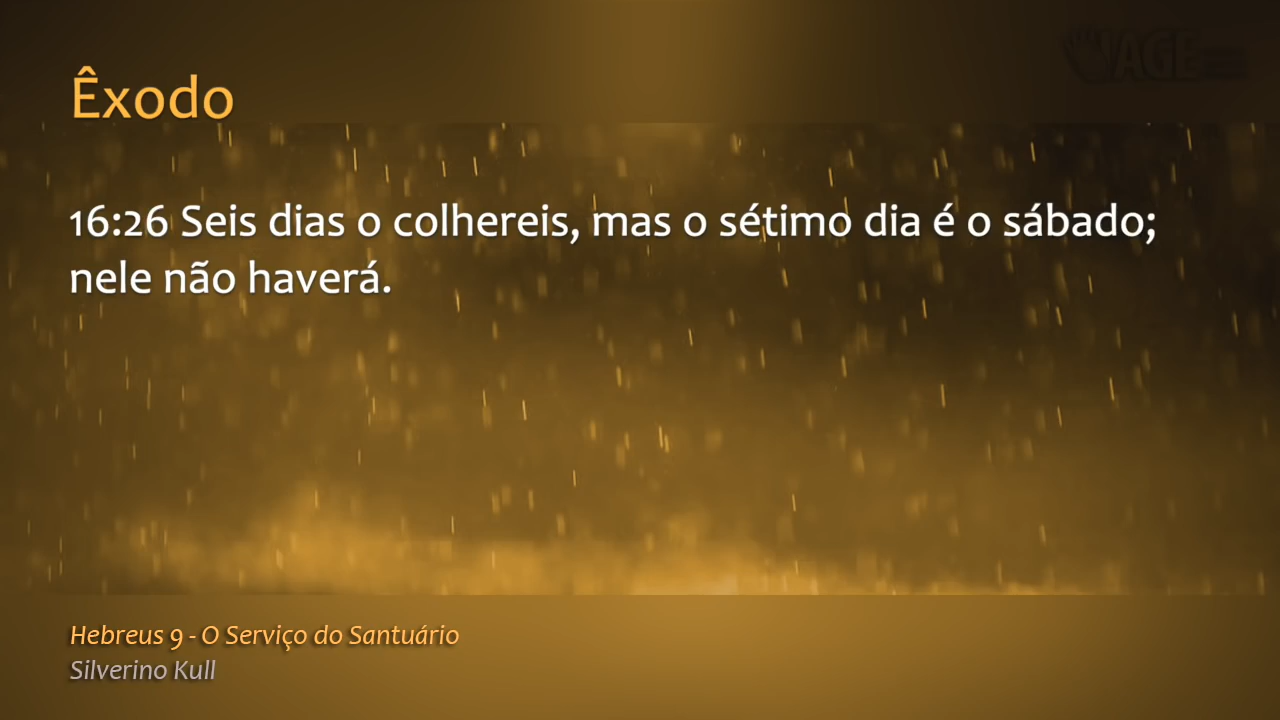 Êxodo
16:26 Seis dias o colhereis, mas o sétimo dia é o sábado;
nele não haverá.
Hebreus 9 - O Serviço do Santuário
Silverino Kull